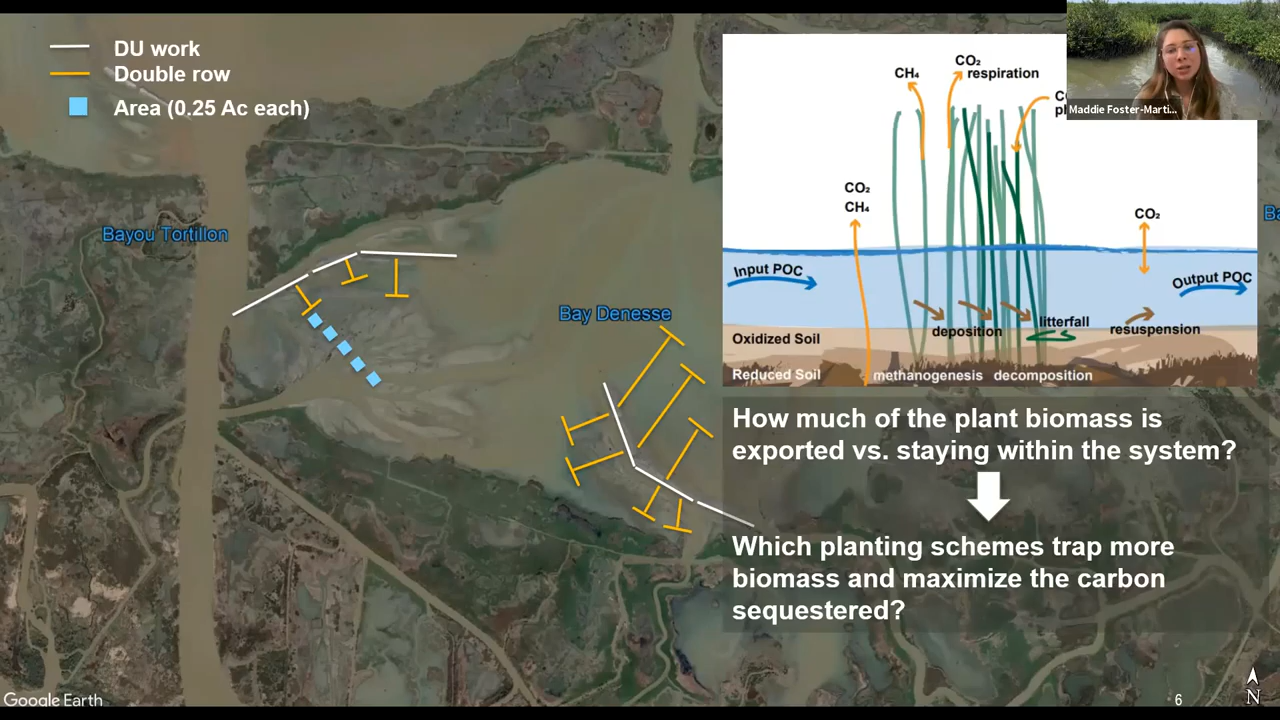 DU work
Double row
Area (0.25 Ac each)
Bayou Tortillon
Bay Denesse
Google Earth
CH₄
CO₂
respiration
CO₂
CH₄
CO₂
Input POC
Output POC
deposition
litterfall
resuspension
Oxidized Soil
Reduced Soil
methanogenesis
decomposition
Maddie Foster-Marti...
How much of the plant biomass is
exported vs. staying within the system?
Which planting schemes trap more
biomass and maximize the carbon
sequestered?
6
N